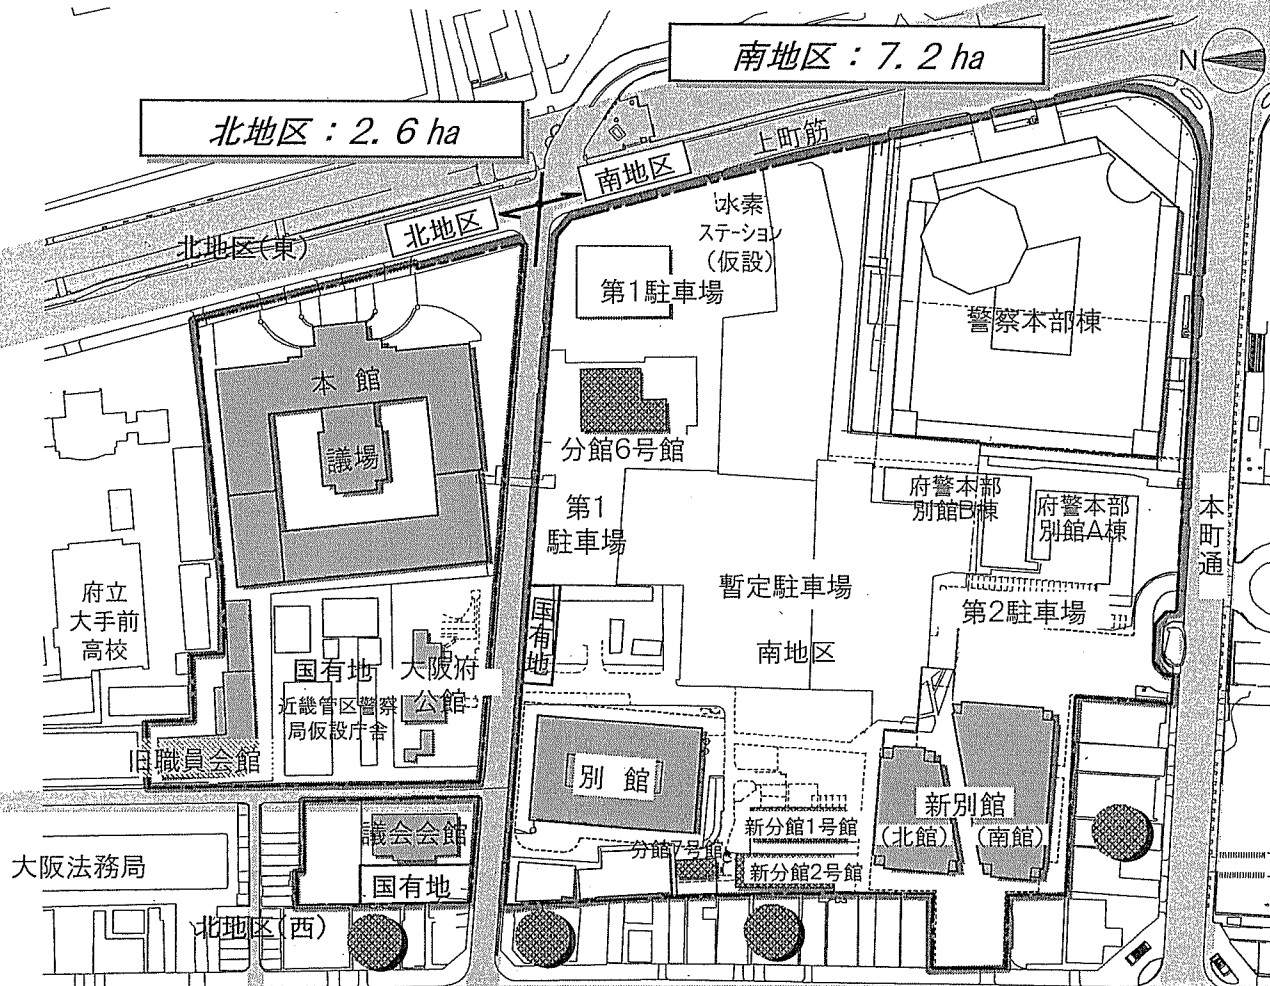 南地区：7.2 ha
N
北地区：2.6 ha
上町筋
南地区
北地区
北地区(東)
水素
ステーション
(仮設)
第1駐車場
警察本部棟
本 館
議場
分館6号館
第1
駐車場
府警本部
別館B棟
府警本部
別館A棟
本町通
府立
大手前
高校
暫定駐車場
第2駐車場
国有地
南地区
国有地
大阪府
公館
近畿管区警察
局仮設庁舎
旧職員会館
別 館
新別館
(北館)
(南館)
新分館1号館
議会会館
分館7号館
新分館2号館
大阪法務局
国有地
北地区(西)